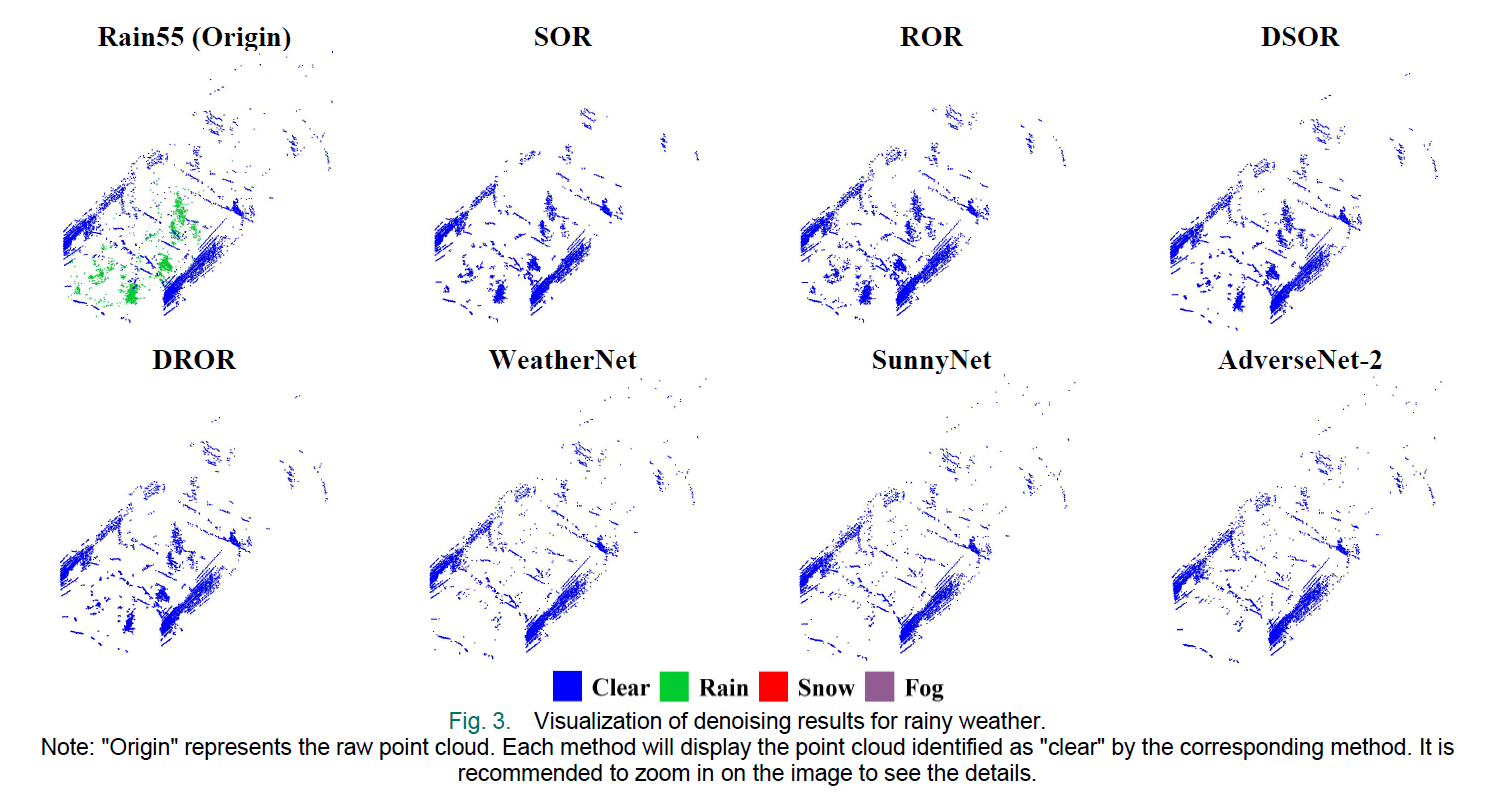 Rain55 (Origin) SOR ROR DSOR
DROR WeatherNet SunnyNet AdverseNet-2
Clear Rain Snow Fog
Fig. 3. Visualization of denoising results for rainy weather.
Note: "Origin" represents the raw point cloud. Each method will display the point cloud identified as "clear" by the corresponding method. It is
recommended to zoom in on the image to see the details.